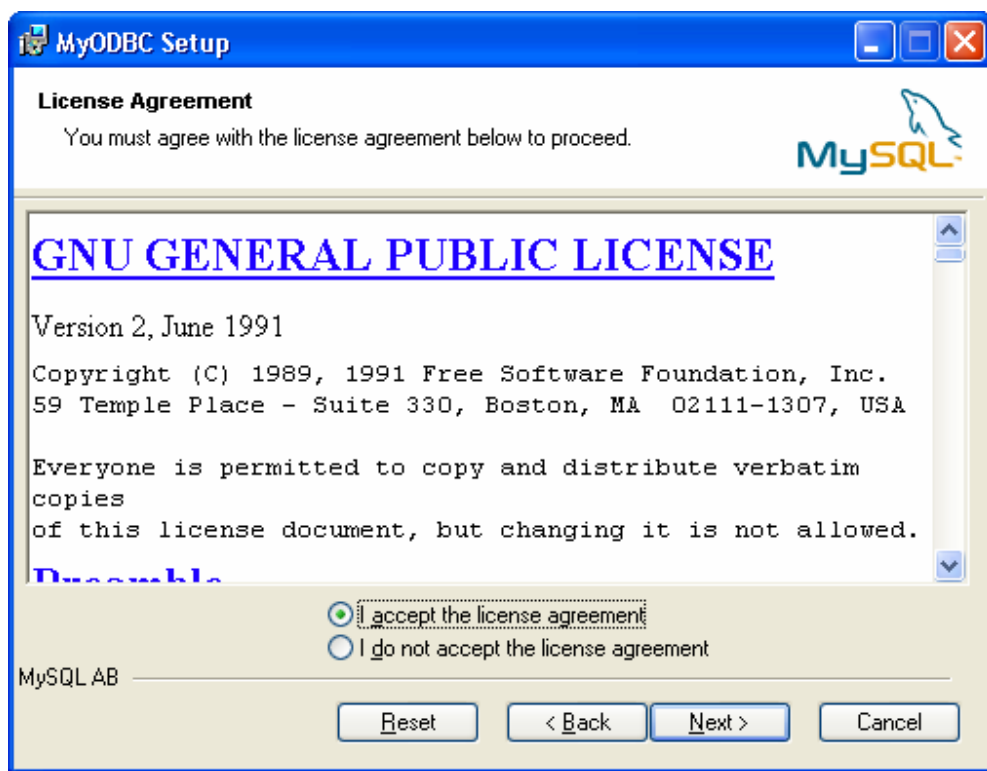 MyODBC Setup
License Agreement
You must agree with the license agreement below to proceed.
MySQL
GNU GENERAL PUBLIC LICENSE
Version 2, June 1991
Copyright (C) 1989, 1991 Free Software Foundation, Inc.
59 Temple Place - Suite 330, Boston, MA  02111-1307, USA
Everyone is permitted to copy and distribute verbatim
copies
of this license document, but changing it is not allowed.
Preamble
I accept the license agreement
I do not accept the license agreement
MySQL AB
Reset
< Back
Next >
Cancel